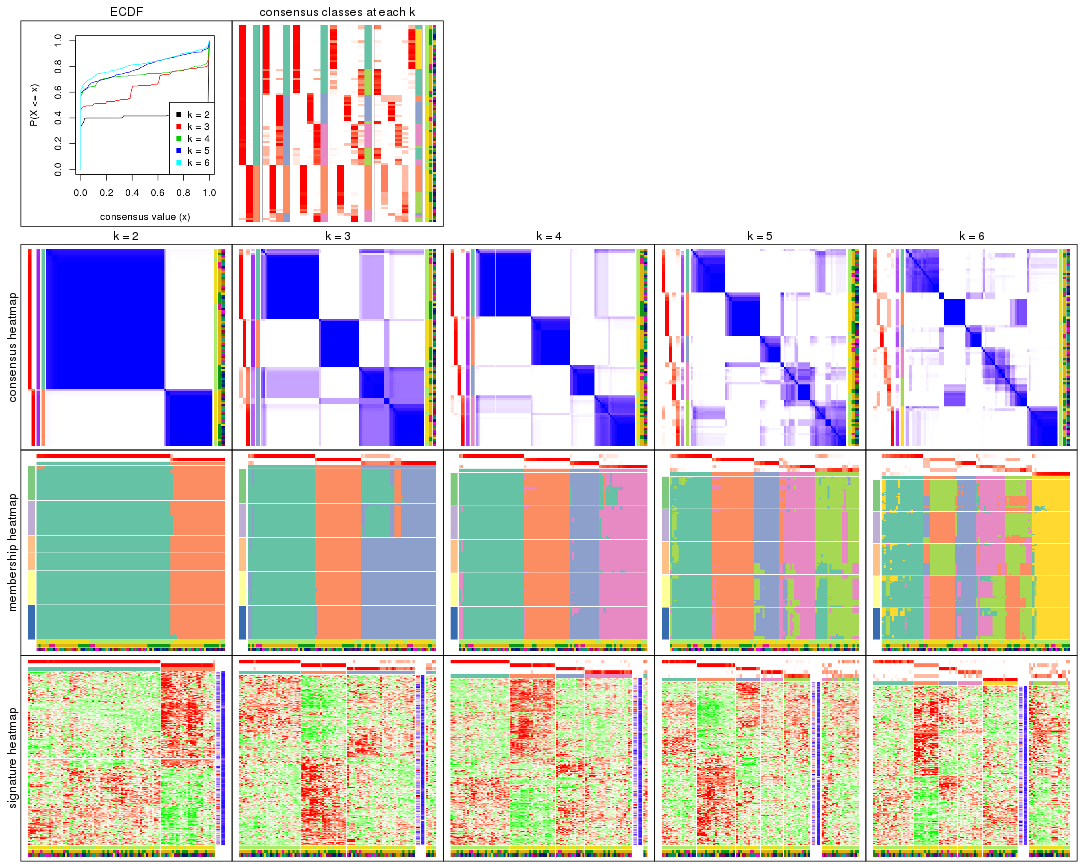 ECDF
consensus classes at each k
P(X <= x)
0.0 0.2 0.4 0.6 0.8 1.0
k = 2
k = 3
k = 4
k = 5
k = 6
0.0 0.2 0.4 0.6 0.8 1.0
consensus value (x)
k = 2 k = 3 k = 4 k = 5 k = 6
consensus heatmap
membership heatmap
signature heatmap